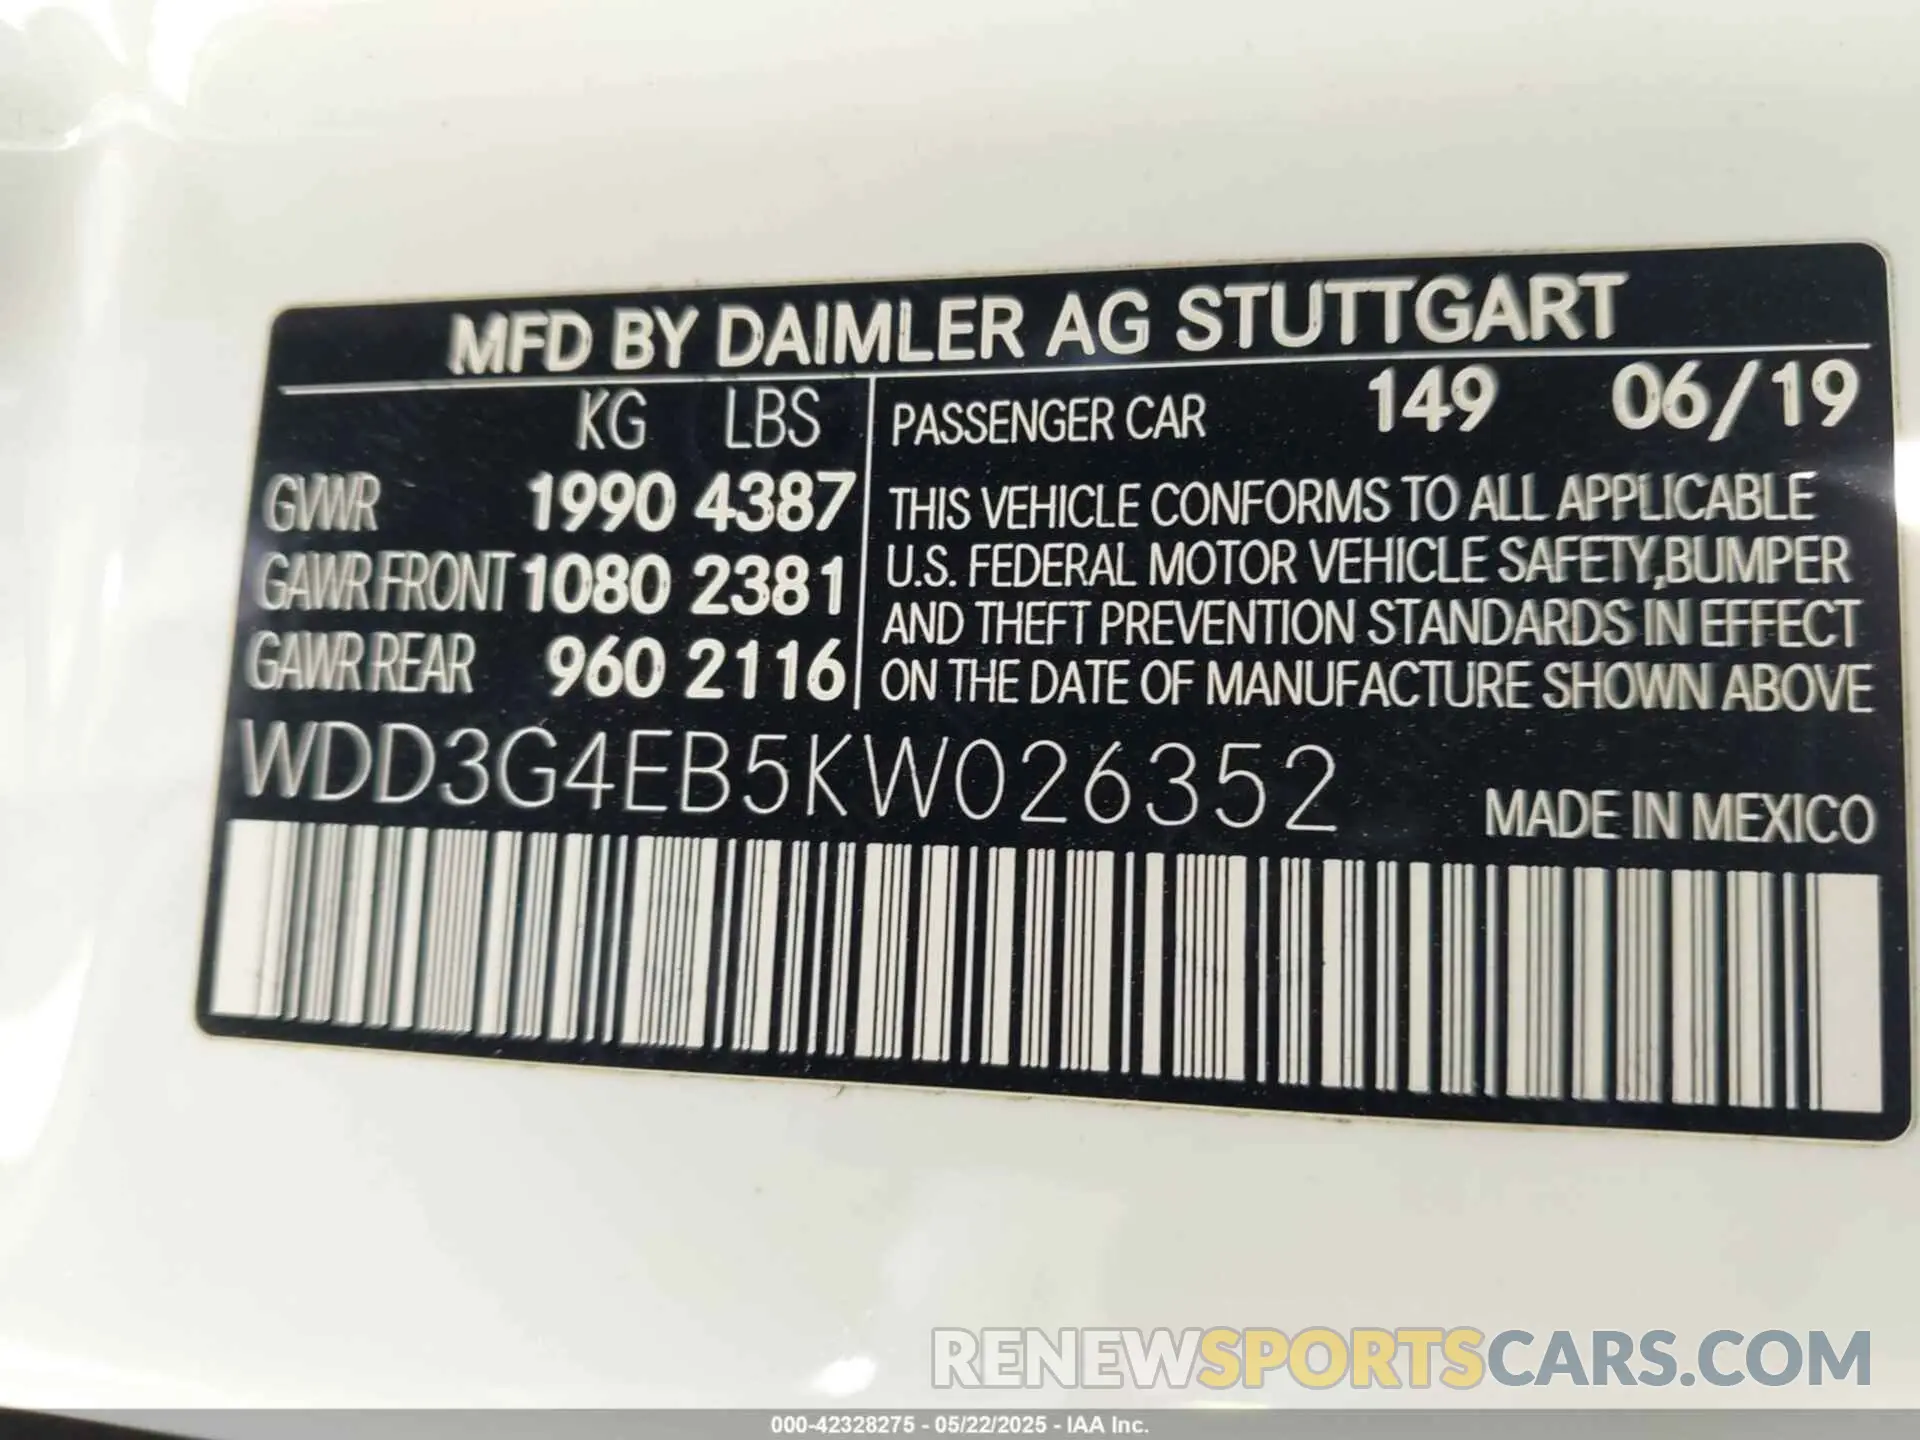 MFD BY DAIMLER AG STUTTGART
KG LBS
GVWR 1990 4387
GAWR FRONT 1080 2381
GAWR REAR 960 2116
PASSENGER CAR 149 06/19
THIS VEHICLE CONFORMS TO ALL APPLICABLE
U.S. FEDERAL MOTOR VEHICLE SAFETY,BUMPER
AND THEFT PREVENTION STANDARDS IN EFFECT
ON THE DATE OF MANUFACTURE SHOWN ABOVE
WDD3G4EB5KW026352
MADE IN MEXICO
RENEWSPORTSCARS.COM
000-42328275 - 05/22/2025 - IAA Inc.